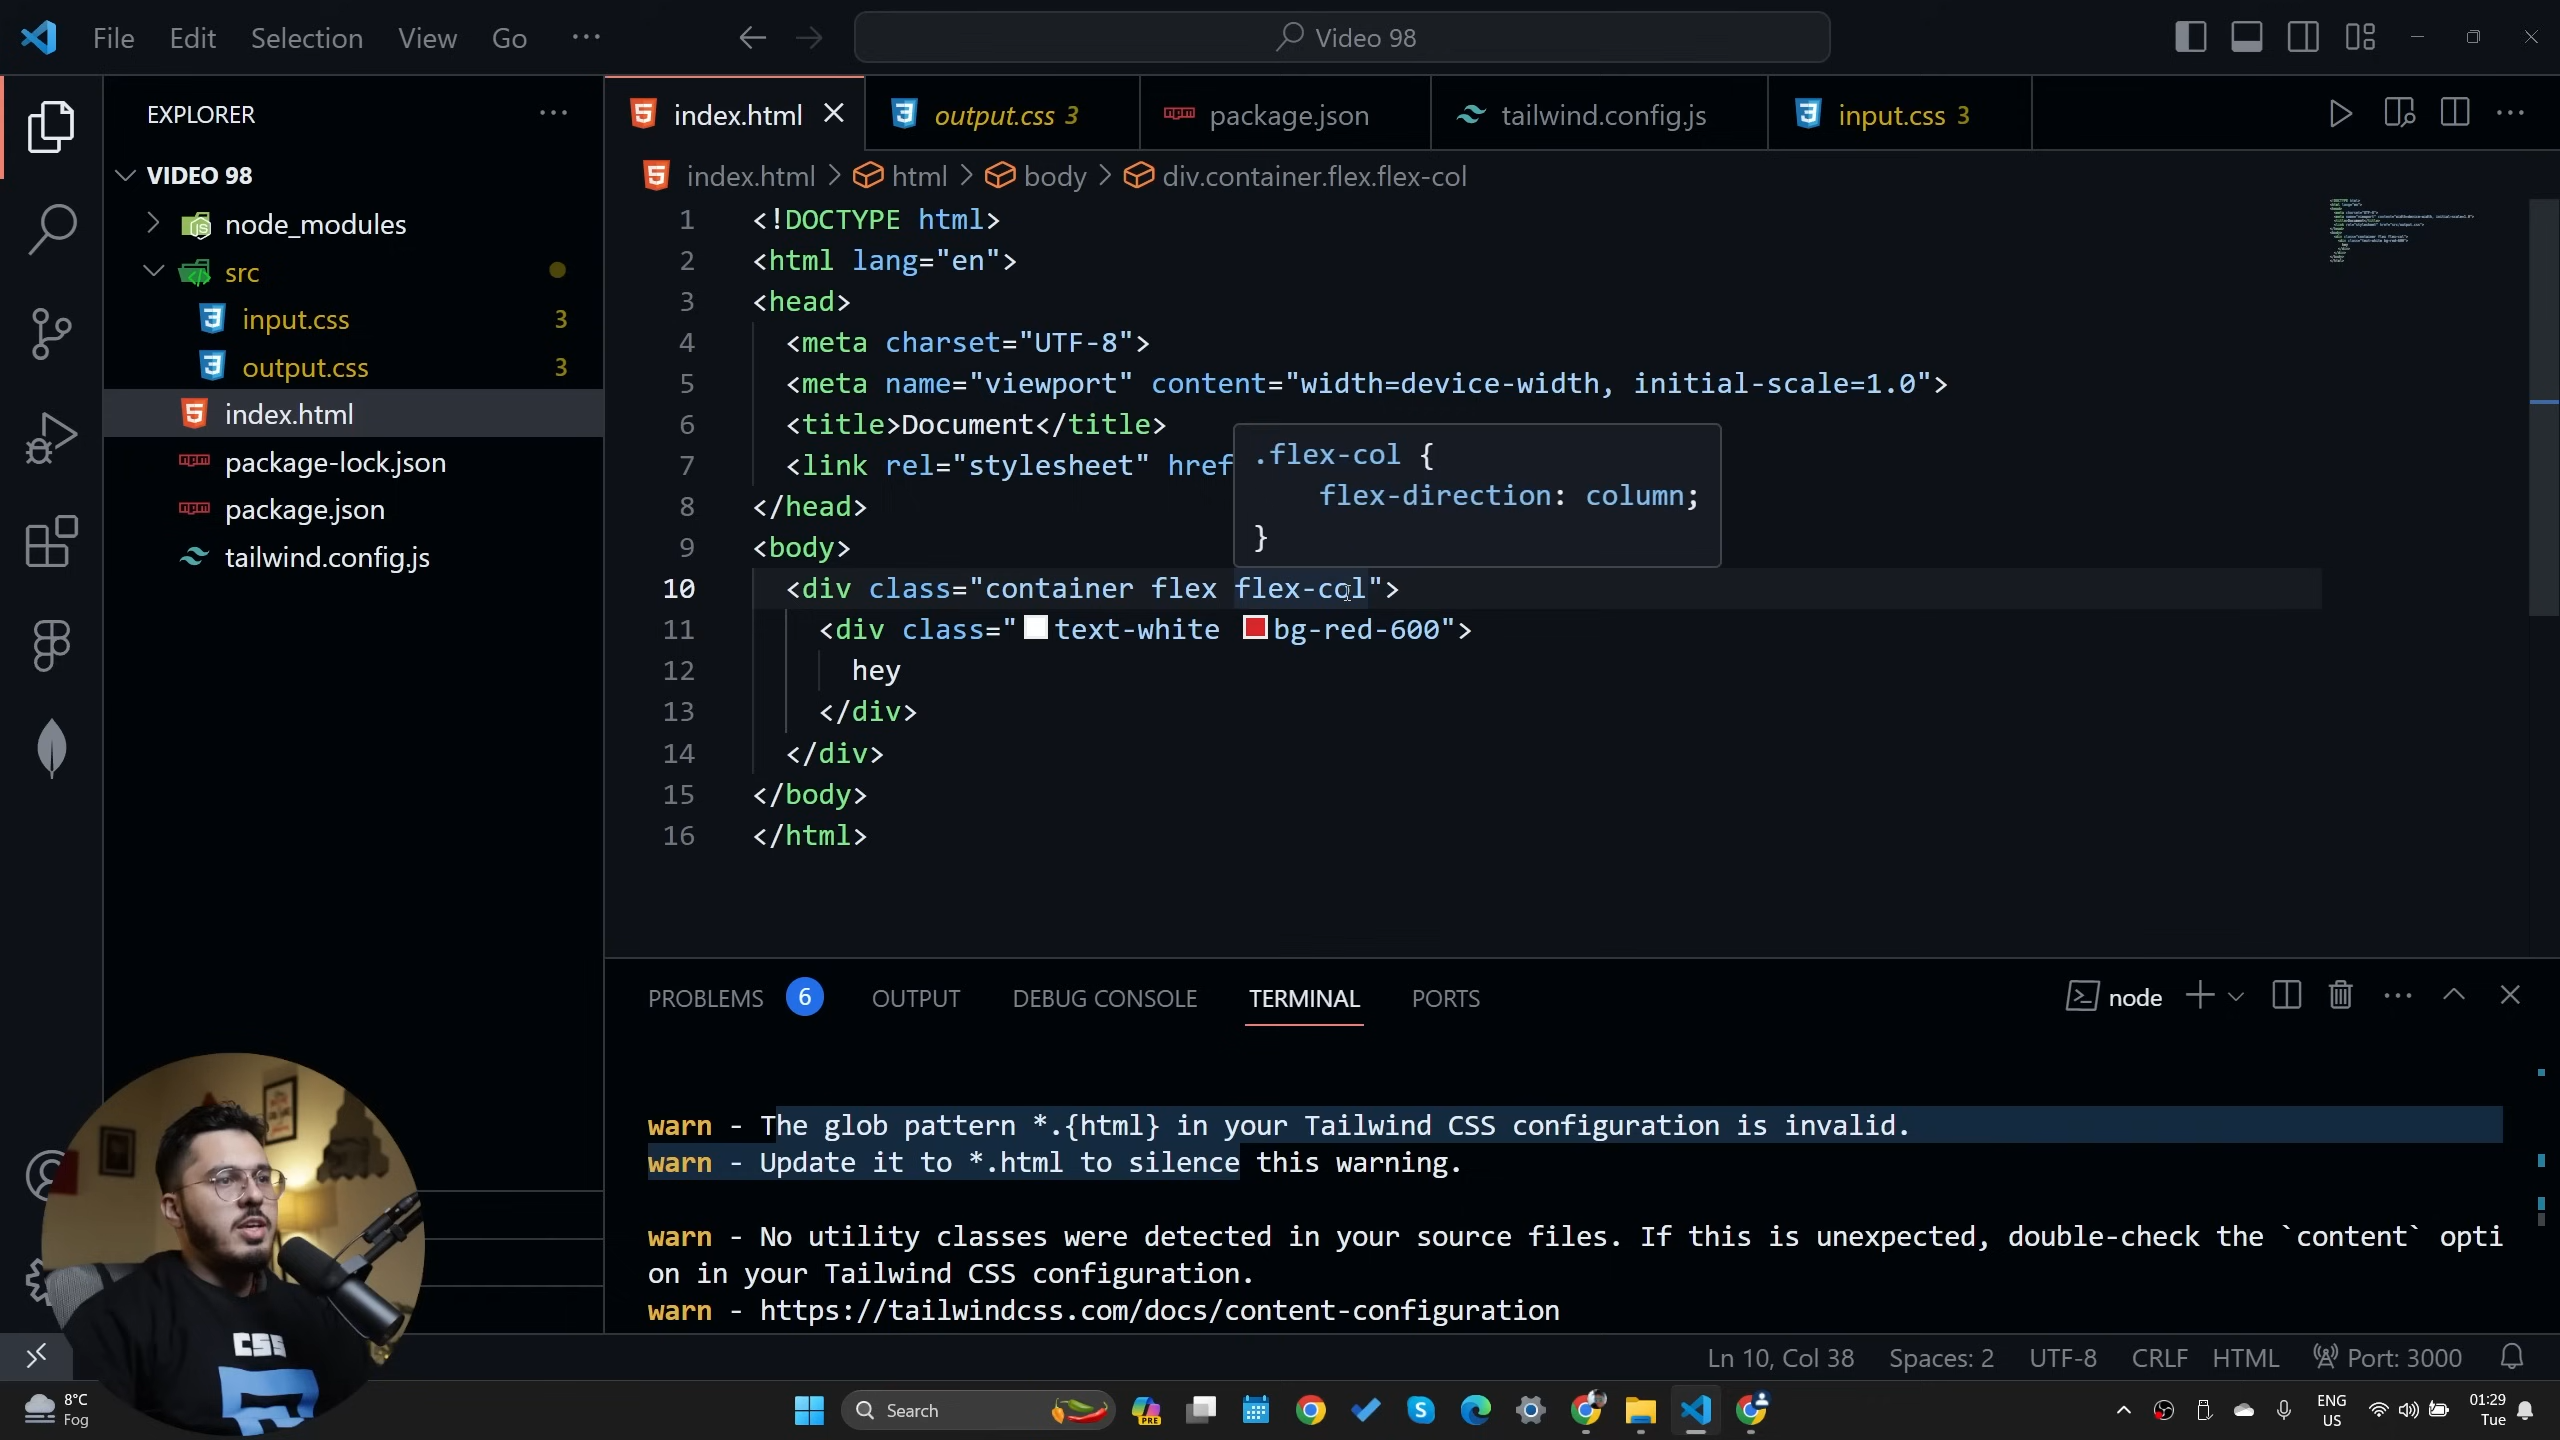 File Edit Selection View Go ···
Video 98
EXPLORER ···
VIDEO 98
node_modules
src
input.css 3
output.css 3
index.html
package-lock.json
package.json
tailwind.config.js
index.html output.css 3 package.json tailwind.config.js input.css 3
index.html > html > body > div.container.flex.flex-col
1 <!DOCTYPE html>
2 <html lang="en">
3 <head>
4 <meta charset="UTF-8">
5 <meta name="viewport" content="width=device-width, initial-scale=1.0">
6 <title>Document</title>
7 <link rel="stylesheet" href
8 </head>
9 <body>
10 <div class="container flex flex-col">
11 <div class="text-white bg-red-600">
12 hey
13 </div>
14 </div>
15 </body>
16 </html>
.flex-col {
flex-direction: column;
}
PROBLEMS 6 OUTPUT DEBUG CONSOLE TERMINAL PORTS
node
warn - The glob pattern *.{html} in your Tailwind CSS configuration is invalid.
warn - Update it to *.html to silence this warning.
warn - No utility classes were detected in your source files. If this is unexpected, double-check the `content` opti
on in your Tailwind CSS configuration.
warn - https://tailwindcss.com/docs/content-configuration
CSS
Ln 10, Col 38 Spaces: 2 UTF-8 CRLF HTML Port: 3000
8°C
Fog
Search
PRE
ENG
US
01:29
Tue